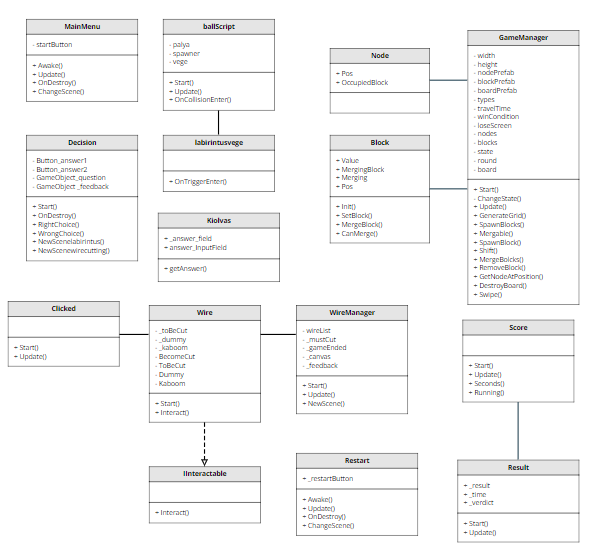 MainMenu
- startButton
+ Awake()
+ Update()
+ OnDestroy()
+ ChangeScene()
ballScript
- palya
- spawner
- vege
+ Start()
+ Update()
+ OnCollisionEnter()
Node
+ Pos
+ OccupiedBlock
GameManager
- width
- height
- nodePrefab
- blockPrefab
- boardPrefab
- types
- travelTime
- winCondition
- loseScreen
- nodes
- blocks
- state
- round
- board
+ Start()
- ChangeState()
+ Update()
+ GenerateGrid()
+ SpawnBlocks()
+ Mergable()
+ SpawnBlock()
+ Shift()
+ MergeBolcks()
+ RemoveBlock()
+ GetNodeAtPosition()
+ DestroyBoard()
+ Swipe()
Decision
- Button_answer1
- Button_answer2
- GameObject_question
- GameObject_feedback
+ Start()
+ OnDestroy()
+ RightChoice()
+ WrongChoice()
+ NewScenelabirintus()
+ NewScenewirecutting()
labirintusvege
+ OnTriggerEnter()
Block
+ Value
+ MergingBlock
+ Merging
+ Pos
+ Init()
+ SetBlock()
+ MergeBlock()
+ CanMerge()
Kiolvas
+ _answer_field
+ answer_InputField
+ getAnswer()
Clicked
+ Start()
+ Update()
Wire
- _toBeCut
- _dummy
- _kaboom
- BecomeCut
- ToBeCut
- Dummy
- Kaboom
+ Start()
+ Interact()
WireManager
- wireList
- _mustCut
- _gameEnded
- _canvas
- _feedback
+ Start()
+ Update()
+ NewScene()
Score
+ Start()
+ Update()
+ Seconds()
+ Running()
IInteractable
+ Interact()
Restart
+ _restartButton
+ Awake()
+ Update()
+ OnDestroy()
+ ChangeScene()
Result
+ _result
+ _time
+ _verdict
+ Start()
+ Update()